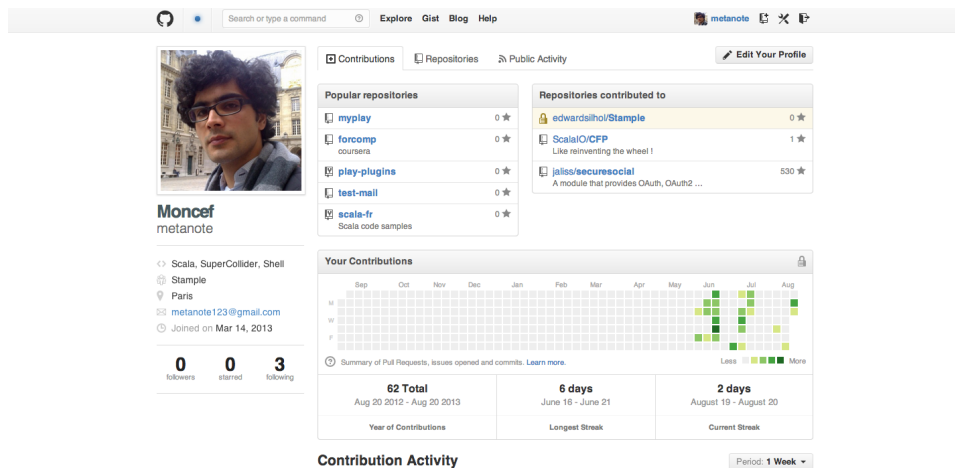 Search or type a command
Explore Gist Blog Help
metanote
Contributions
Repositories
Public Activity
Edit Your Profile
Popular repositories
myplay 0
forcomp 0
coursera
play-plugins 0
test-mail 0
scala-fr 0
Scala code samples
Repositories contributed to
edwardsilhol/Stample 0
ScalaIO/CFP 1
Like reinventing the wheel !
jaliss/securesocial 530
A module that provides OAuth, OAuth2 ...
Moncef
metanote
Scala, SuperCollider, Shell
Stample
Paris
metanote123@gmail.com
Joined on Mar 14, 2013
0 0 3
followers starred following
Your Contributions
Sep Oct Nov Dec Jan Feb Mar Apr May Jun Jul Aug
M
W
F
Summary of Pull Requests, issues opened and commits. Learn more.
Less More
62 Total
Aug 20 2012 - Aug 20 2013
Year of Contributions
6 days
June 16 - June 21
Longest Streak
2 days
August 19 - August 20
Current Streak
Contribution Activity
Period: 1 Week